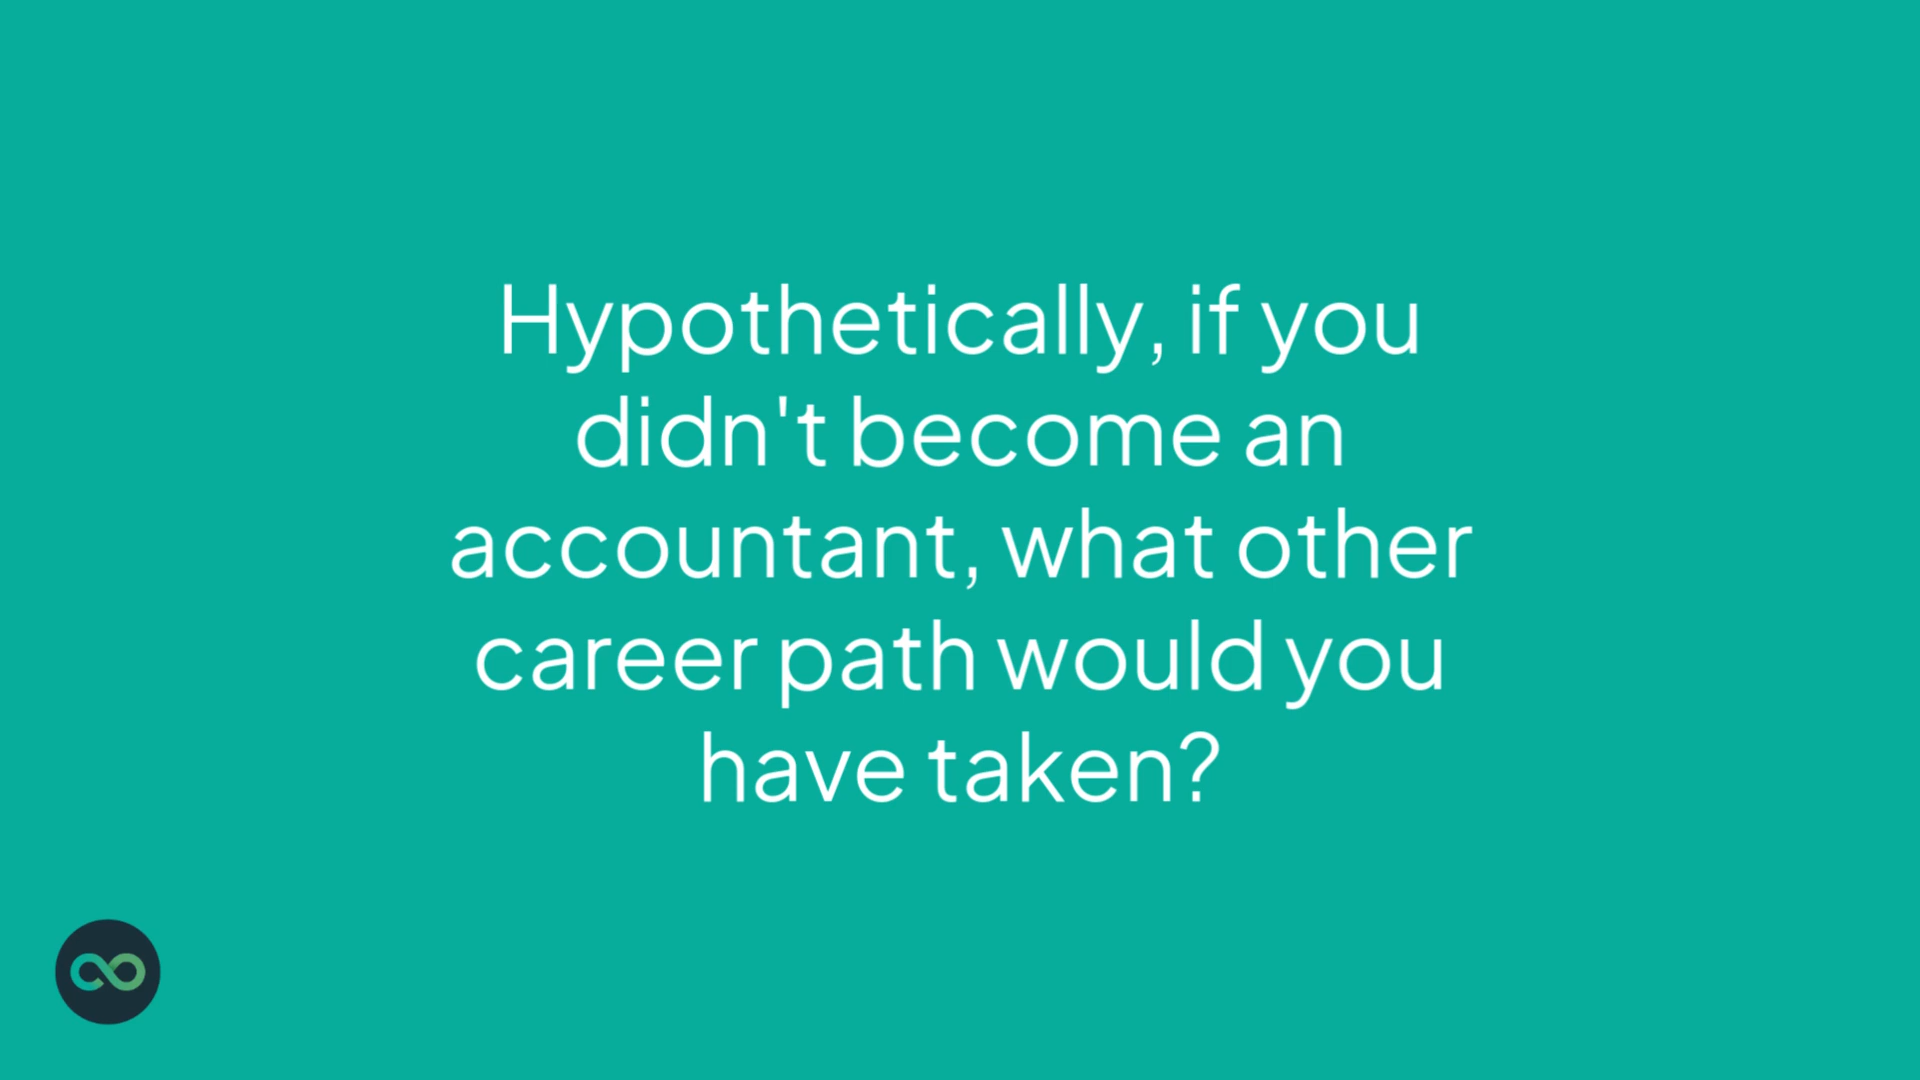 Hypothetically, if you
didn't become an
accountant, what other
career path would you
have taken?